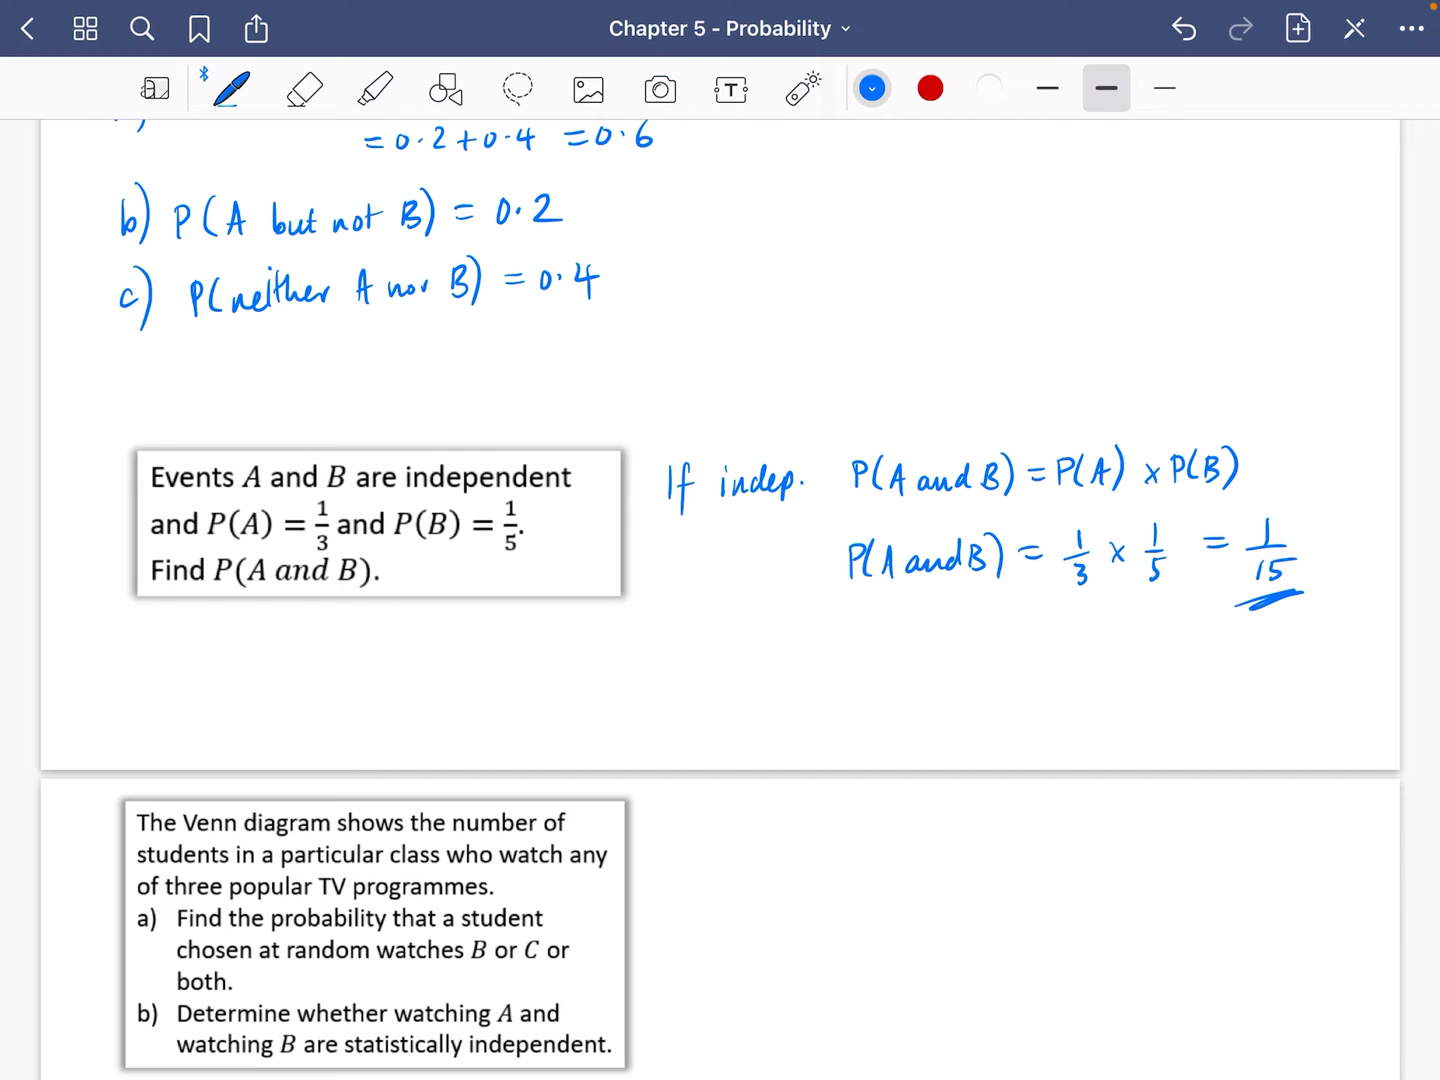 Chapter 5 - Probability
= 0.2 + 0.4 = 0.6
b) P(A but not B) = 0.2
c) P(neither A nor B) = 0.4
Events A and B are independent
and P(A) = 1/3 and P(B) = 1/5.
Find P(A and B).
If indep. P(A and B) = P(A) × P(B)
P(A and B) = 1/3 × 1/5 = 1/15
The Venn diagram shows the number of
students in a particular class who watch any
of three popular TV programmes.
a) Find the probability that a student
chosen at random watches B or C or
both.
b) Determine whether watching A and
watching B are statistically independent.